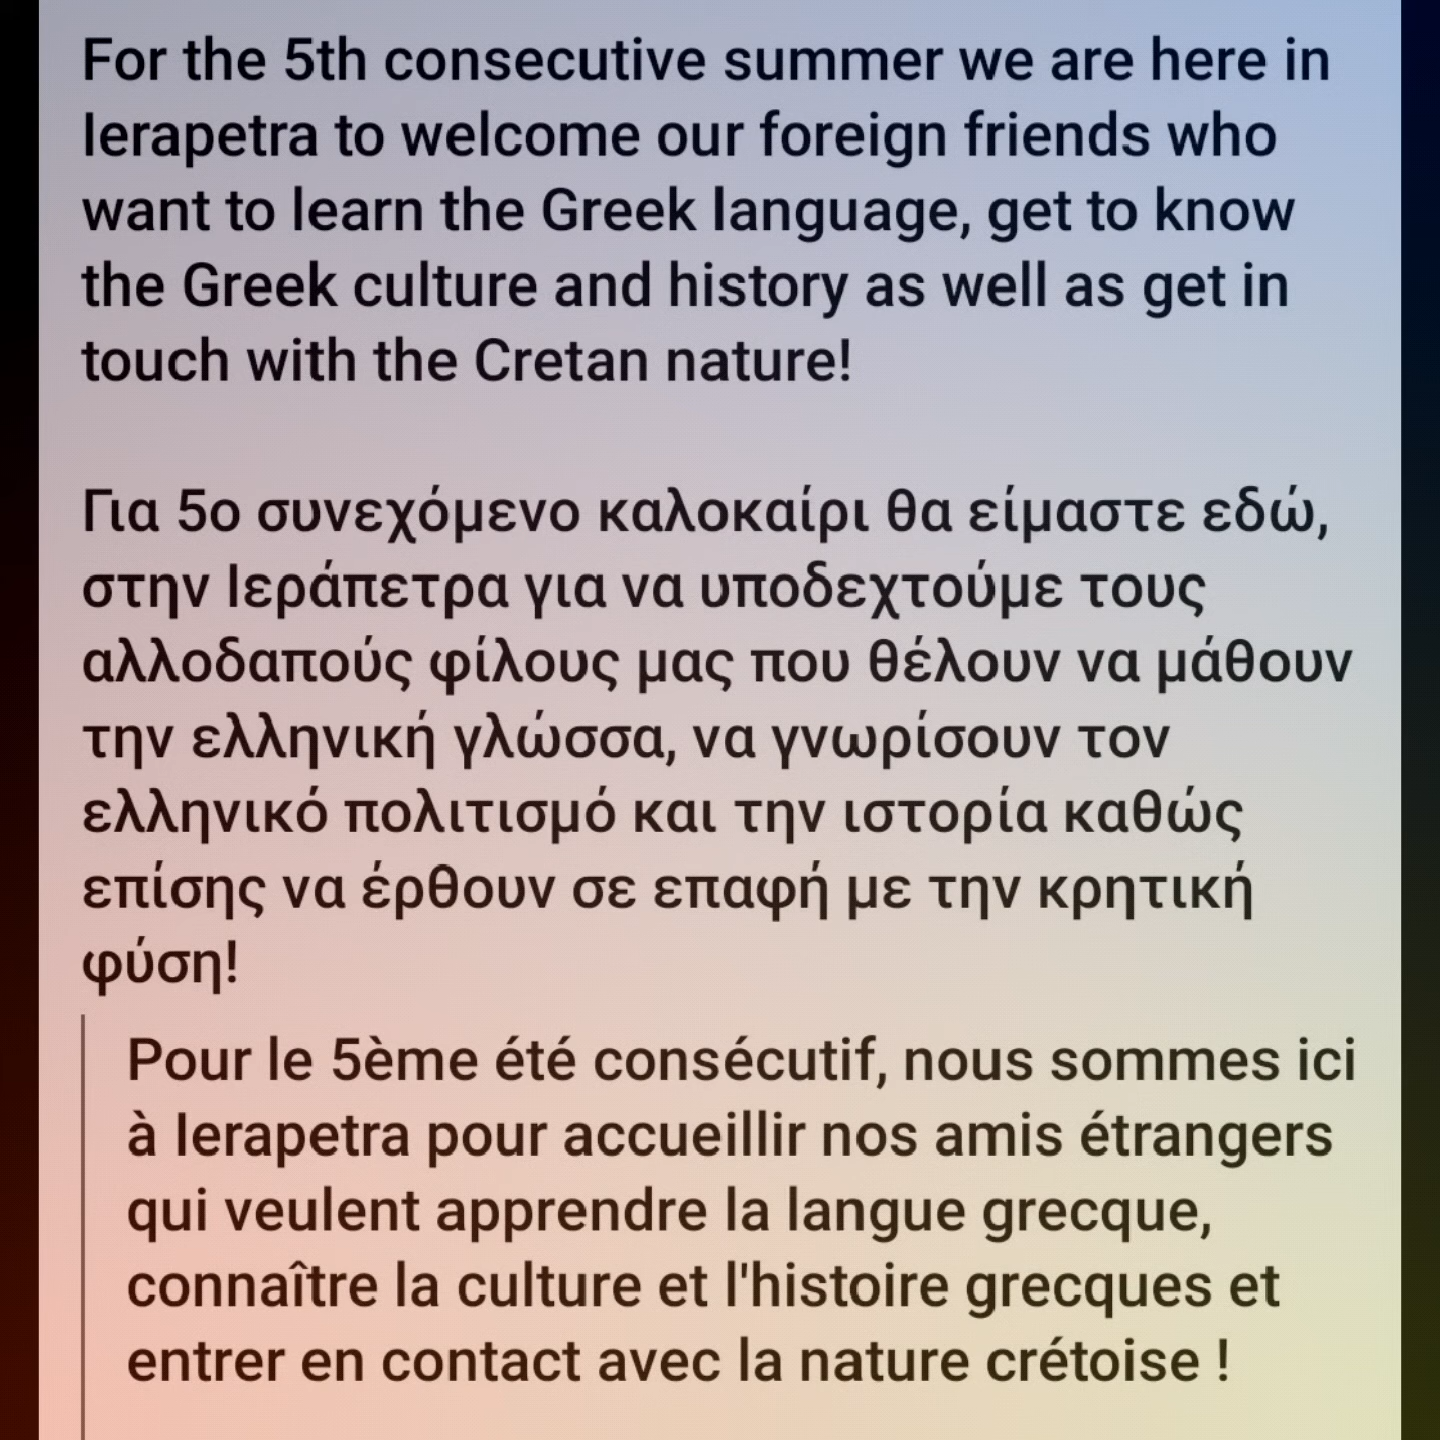 For the 5th consecutive summer we are here in
Ierapetra to welcome our foreign friends who
want to learn the Greek language, get to know
the Greek culture and history as well as get in
touch with the Cretan nature!
Για 5ο συνεχόμενο καλοκαίρι θα είμαστε εδώ,
στην Ιεράπετρα για να υποδεχτούμε τους
αλλοδαπούς φίλους μας που θέλουν να μάθουν
την ελληνική γλώσσα, να γνωρίσουν τον
ελληνικό πολιτισμό και την ιστορία καθώς
επίσης να έρθουν σε επαφή με την κρητική
φύση!
Pour le 5ème été consécutif, nous sommes ici
à Ierapetra pour accueillir nos amis étrangers
qui veulent apprendre la langue grecque,
connaître la culture et l'histoire grecques et
entrer en contact avec la nature crétoise !